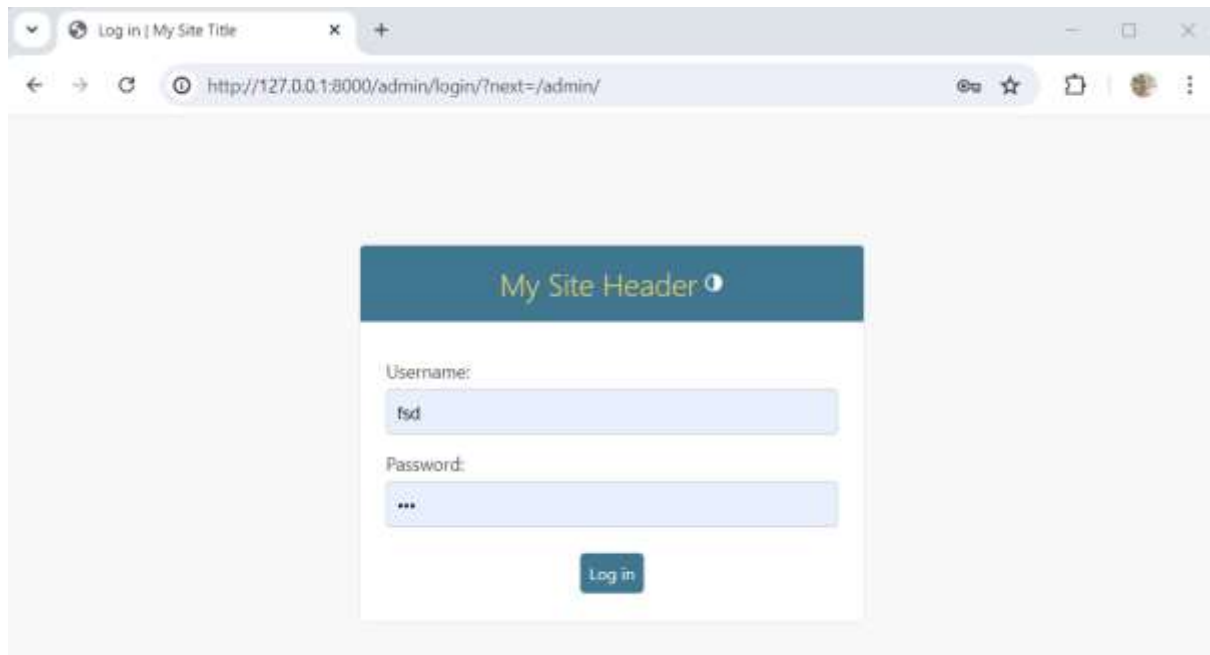 Log in | My Site Title
http://127.0.0.1:8000/admin/login/?next=/admin/
My Site Header
Username:
fsd
Password:
•••
Log in